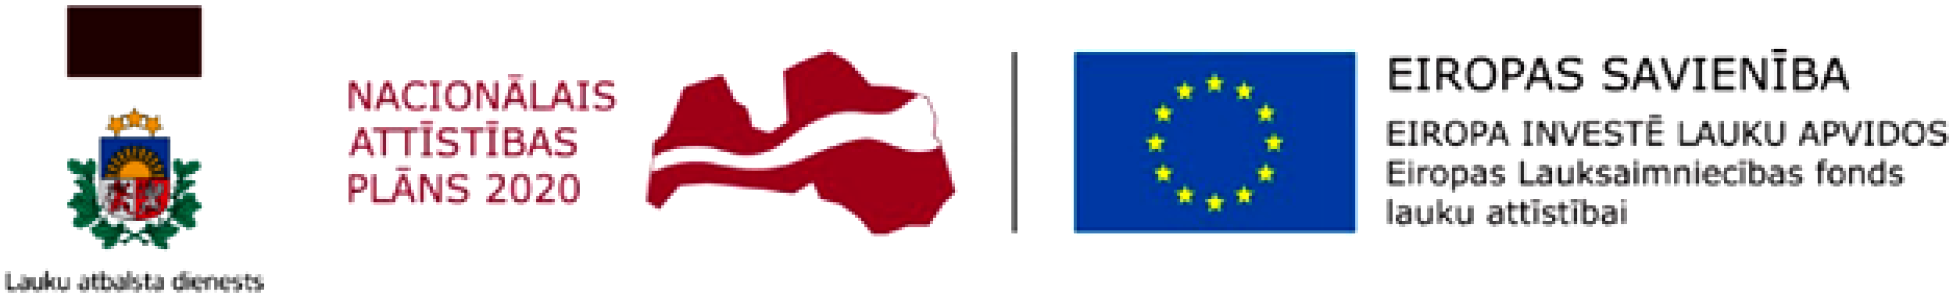 Lauku atbalsta dienests
NACIONĀLAIS
ATTĪSTĪBAS
PLĀNS 2020
EIROPAS SAVIENĪBA
EIROPA INVESTĒ LAUKU APVIDOS
Eiropas Lauksaimniecības fonds
lauku attīstībai